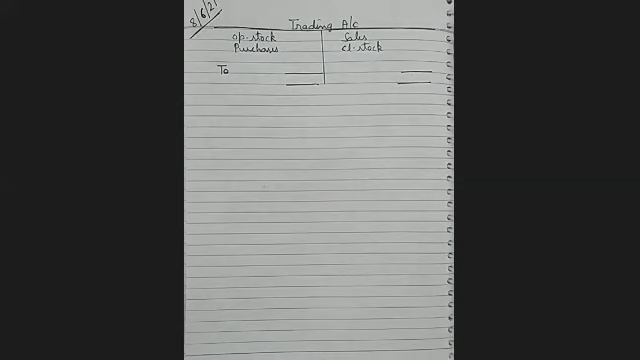 8/6/21
Trading A/c
op. stock Sales
Purchases cl. stock
To